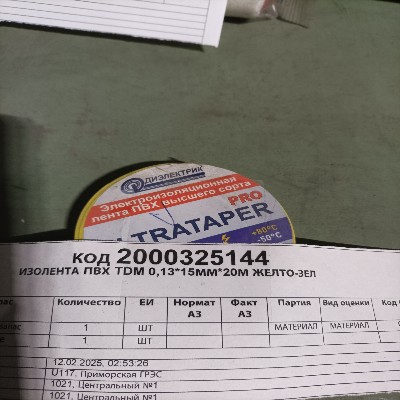 ДИЭЛЕКТРИК
Электроизоляционная
лента ПВХ высшего сорта
TRATAPER
PRO
+80°C
-50°C
КОД 2000325144
ИЗОЛЕНТА ПВХ TDM 0,13*15ММ*20М ЖЕЛТО-ЗЕЛ
Количество ЕИ Нормат АЗ Факт АЗ Партия Вид оценки
1 ШТ МАТЕРИАЛ МАТЕРИАЛ
1 ШТ
12.02.2025, 02:53:26
U117, Приморская ГРЭС
1021, Центральный №1
1021, Центральный №1